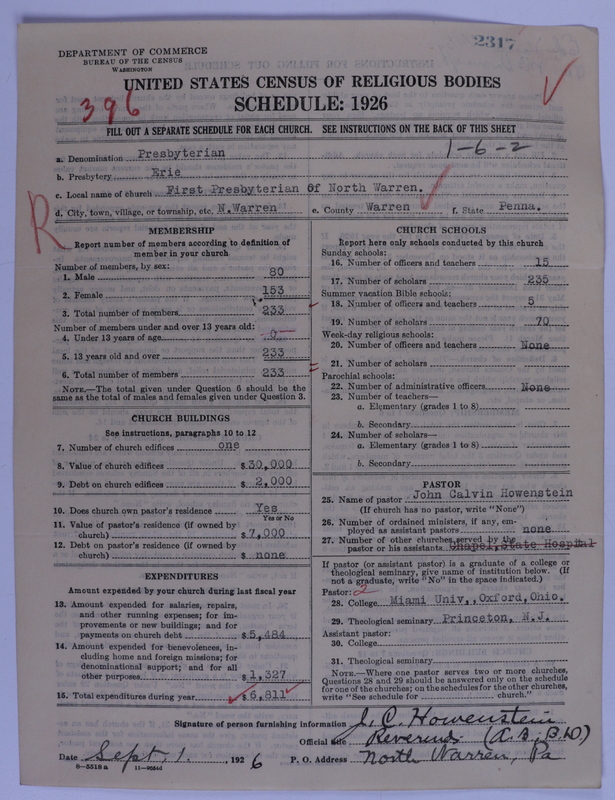 2317
DEPARTMENT OF COMMERCE
BUREAU OF THE CENSUS
WASHINGTON
UNITED STATES CENSUS OF RELIGIOUS BODIES
396
SCHEDULE: 1926
FILL OUT A SEPARATE SCHEDULE FOR EACH CHURCH. SEE INSTRUCTIONS ON THE BACK OF THIS SHEET
1-6-2
a. Denomination Presbyterian
b. Presbytery Erie
c. Local name of church First Presbyterian Of North Warren.
d. City, town, village, or township, etc. N.Warren e. County Warren f. State Penna.
R
MEMBERSHIP
Report number of members according to definition of
member in your church
Number of members, by sex:
1. Male 80
2. Female 153
3. Total number of members 233
Number of members under and over 13 years old:
4. Under 13 years of age 0
5. 13 years old and over 233
6. Total number of members 233
NOTE.—The total given under Question 6 should be the
same as the total of males and females given under Question 3.
CHURCH BUILDINGS
See instructions, paragraphs 10 to 12
7. Number of church edifices one
8. Value of church edifices $30,000
9. Debt on church edifices $2,000
10. Does church own pastor's residence Yes
Yes or No
11. Value of pastor's residence (if owned by
church) $7,000
12. Debt on pastor's residence (if owned by
church) $none
EXPENDITURES
Amount expended by your church during last fiscal year
13. Amount expended for salaries, repairs,
and other running expenses; for im-
provements or new buildings; and for
payments on church debt $5,484
14. Amount expended for benevolences, in-
cluding home and foreign missions; for
denominational support; and for all
other purposes $1,327
15. Total expenditures during year $6,811
CHURCH SCHOOLS
Report here only schools conducted by this church
Sunday schools:
16. Number of officers and teachers 15
17. Number of scholars 235
Summer vacation Bible schools:
18. Number of officers and teachers 5
19. Number of scholars 70
Week-day religious schools:
20. Number of officers and teachers None
21. Number of scholars
Parochial schools:
22. Number of administrative officers None
23. Number of teachers—
a. Elementary (grades 1 to 8)
b. Secondary
24. Number of scholars—
a. Elementary (grades 1 to 8)
b. Secondary
PASTOR
25. Name of pastor John Calvin Howenstein
(If church has no pastor, write "None")
26. Number of ordained ministers, if any, em-
ployed as assistant pastors none
27. Number of other churches served by the
pastor or his assistants Chapel,State Hospital
If pastor (or assistant pastor) is a graduate of a college or
theological seminary, give name of institution below. (If
not a graduate, write "No" in the space indicated.)
Pastor: 2
28. College Miami Univ.,Oxford,Ohio.
29. Theological seminary Princeton, N.J.
Assistant pastor:
30. College
31. Theological seminary
NOTE.—Where one pastor serves two or more churches,
Questions 28 and 29 should be answered only on the schedule
for one of the churches; on the schedules for the other churches,
write "See schedule for church."
Signature of person furnishing information J. C. Howenstein
Official title Reverend (A.B., B.D.)
Date Sept. 1. , 1926 P. O. Address North Warren, Pa
8-5518 a